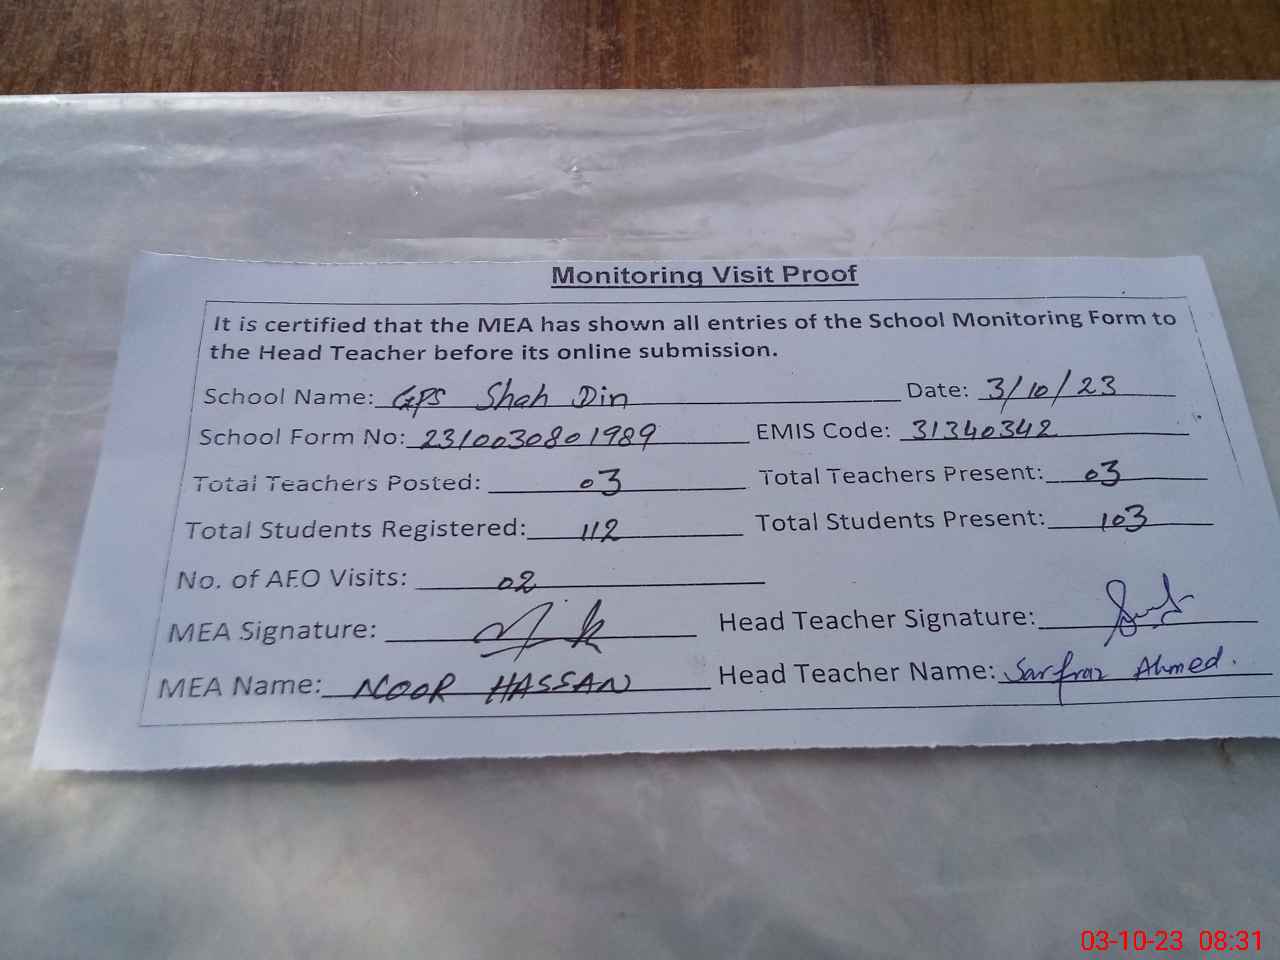 Monitoring Visit Proof
It is certified that the MEA has shown all entries of the School Monitoring Form to
the Head Teacher before its online submission.
School Name: GPS Shah Din Date: 3/10/23
School Form No: 2310030801989 EMIS Code: 31340342
Total Teachers Posted: 03 Total Teachers Present: 03
Total Students Registered: 112 Total Students Present: 103
No. of AEO Visits: 02
MEA Signature: Head Teacher Signature:
MEA Name: NOOR HASSAN Head Teacher Name: Sarfraz Ahmed.
03-10-23 08:31